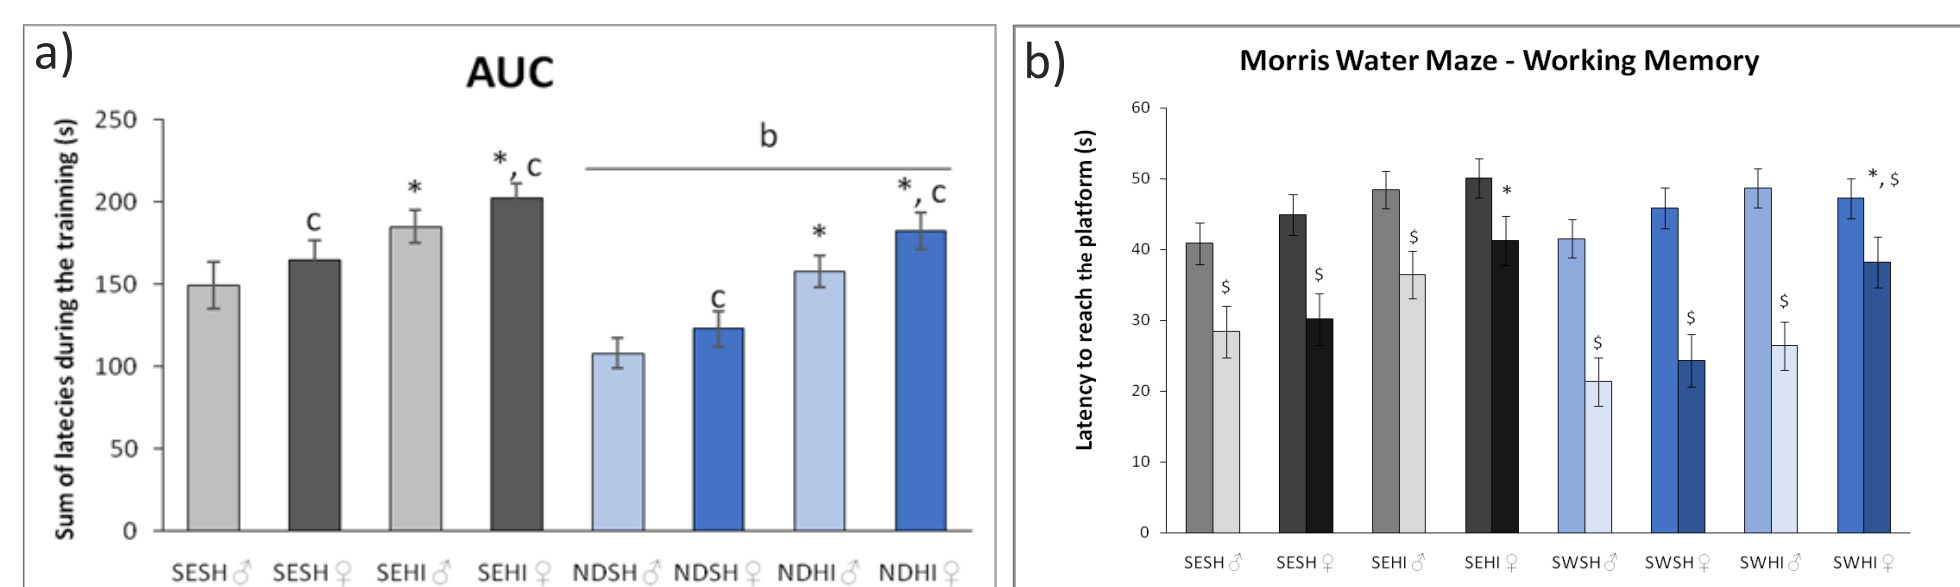 a)
AUC
Sum of latecies during the trainning (s)
250
200
150
100
50
0
c
*
*, c
b
c
*
*, c
SESH ♂ SESH ♀ SEHI ♂ SEHI ♀ NDSH ♂ NDSH ♀ NDHI ♂ NDHI ♀
b)
Morris Water Maze - Working Memory
Latency to reach the platform (s)
60
50
40
30
20
10
0
$
$
$
*
$
$
$
*, $
SESH ♂ SESH ♀ SEHI ♂ SEHI ♀ SWSH ♂ SWSH ♀ SWHI ♂ SWHI ♀